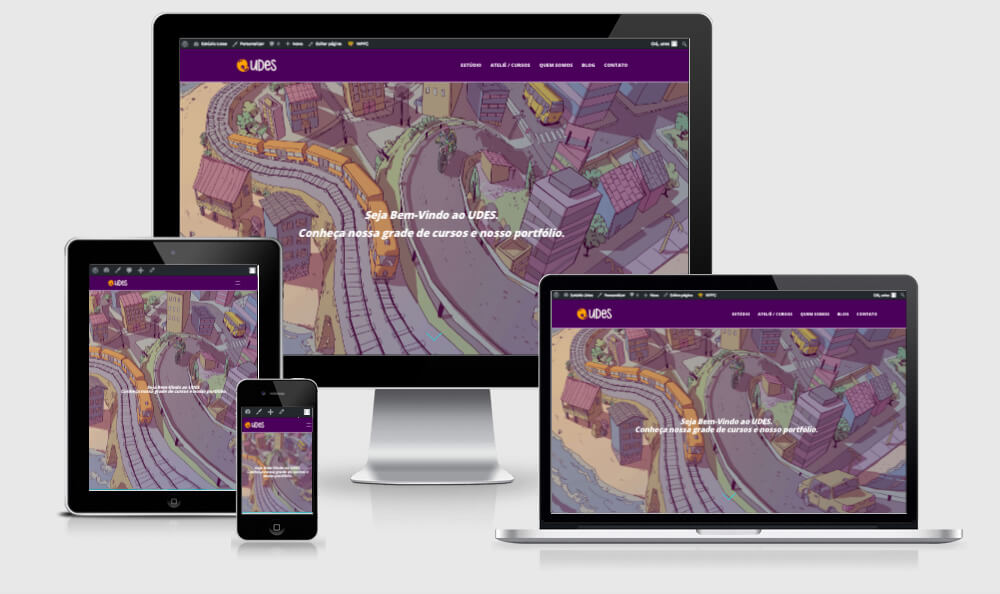 Estúdio Udes Personalizar 0 Novo Editar página WPFC Olá, udes
UDES
ESTÚDIO ATELIÊ / CURSOS QUEM SOMOS BLOG CONTATO
Seja Bem-Vindo ao UDES.
Conheça nossa grade de cursos e nosso portfólio.
UDES
Seja Bem-Vindo ao UDES.
Conheça nossa grade de cursos e nosso portfólio.
UDES
Seja Bem-Vindo ao UDES.
Conheça nossa grade de cursos e
nosso portfólio.
Personalizar 0 Novo Editar página WPFC Olá, udes
UDES
ESTÚDIO ATELIÊ / CURSOS QUEM SOMOS BLOG CONTATO
Seja Bem-Vindo ao UDES.
Conheça nossa grade de cursos e nosso portfólio.